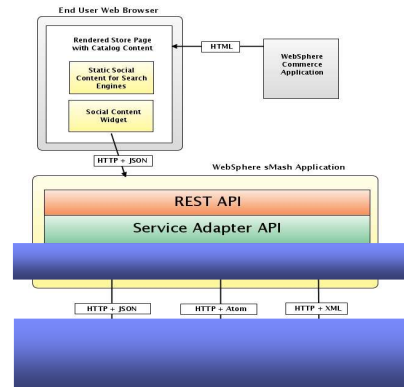 End User Web Browser
Rendered Store Page
with Catalog Content
Static Social
Content for Search
Engines
Social Content
Widget
HTML
WebSphere
Commerce
Application
HTTP + JSON
WebSphere sMash Application
REST API
Service Adapter API
HTTP + JSON
HTTP + Atom
HTTP + XML